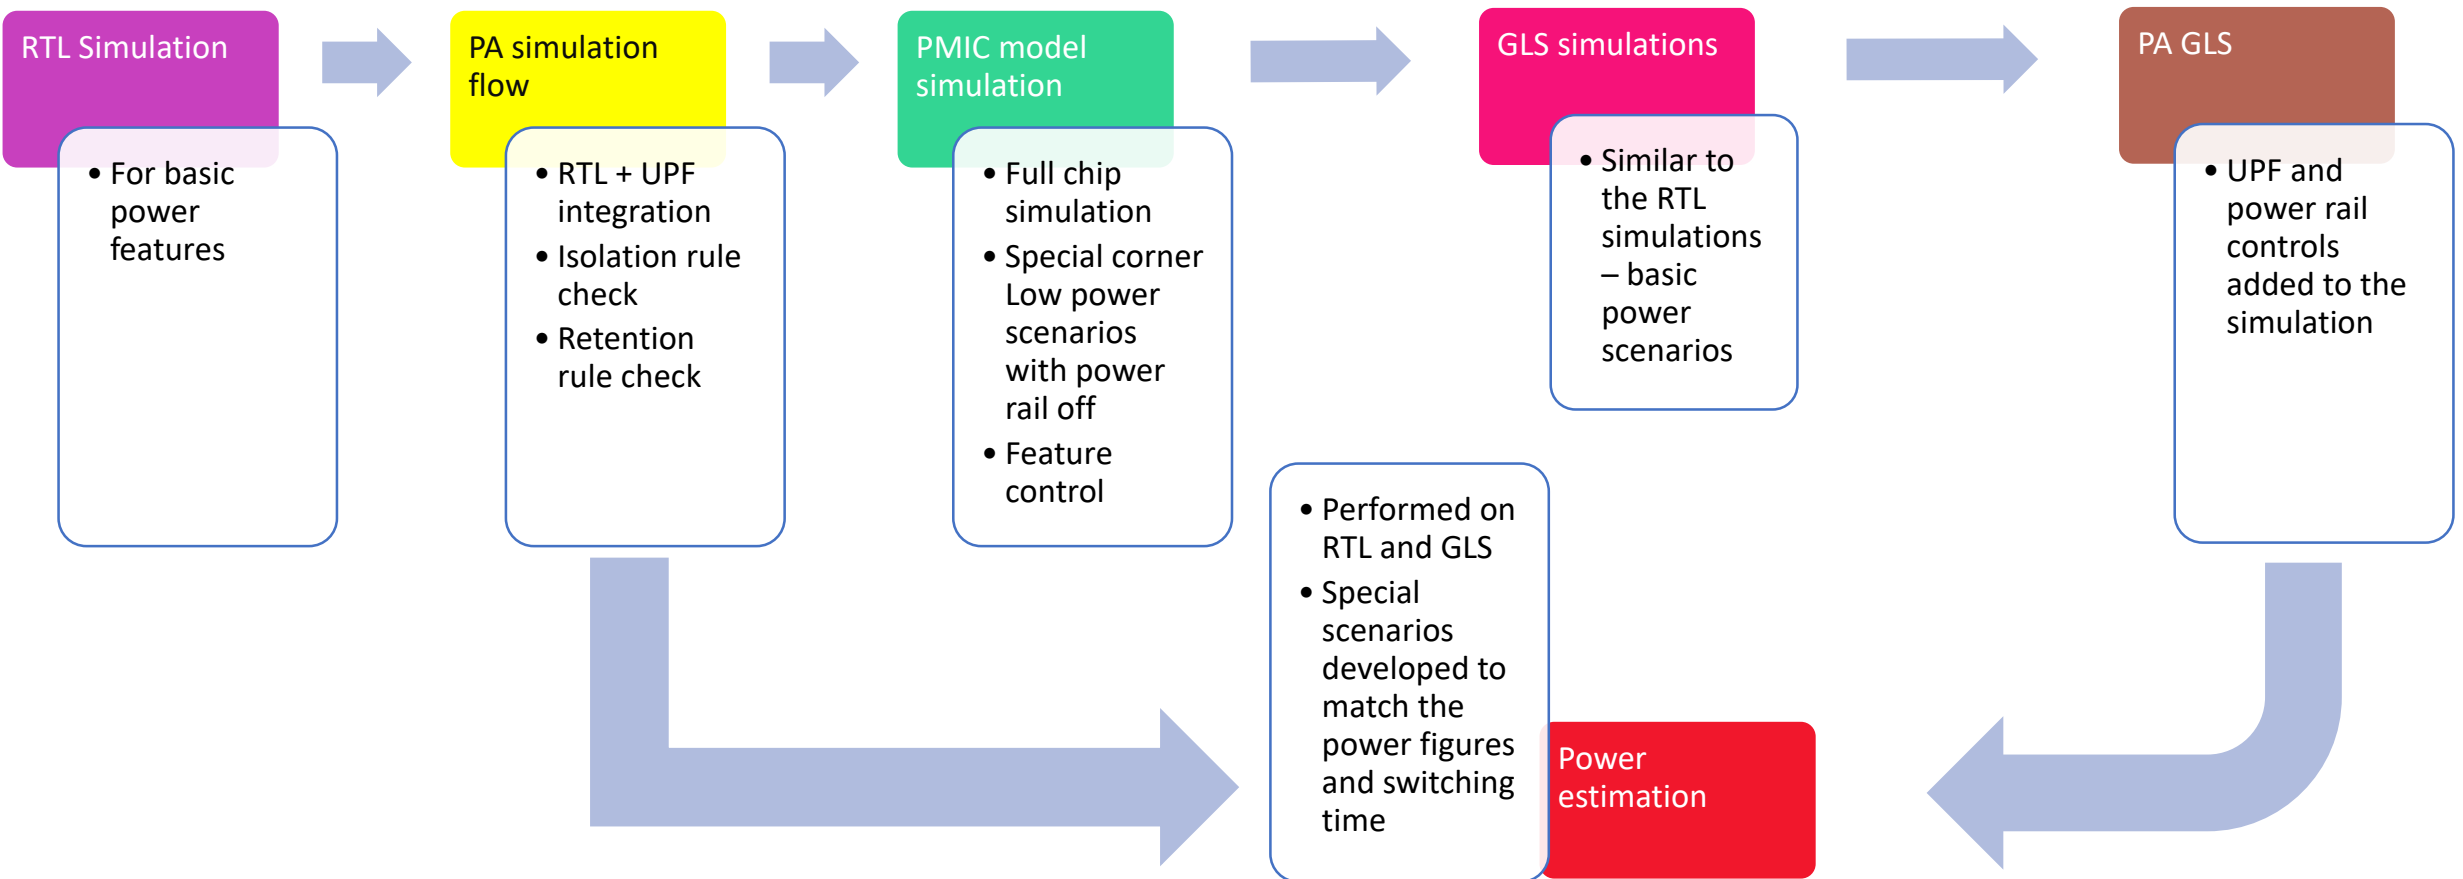 RTL Simulation
• For basic
power
features
PA simulation
flow
• RTL + UPF
integration
• Isolation rule
check
• Retention
rule check
PMIC model
simulation
• Full chip
simulation
• Special corner
Low power
scenarios
with power
rail off
• Feature
control
GLS simulations
• Similar to
the RTL
simulations
– basic
power
scenarios
PA GLS
• UPF and
power rail
controls
added to the
simulation
• Performed on
RTL and GLS
• Special
scenarios
developed to
match the
power figures
and switching
time
Power
estimation